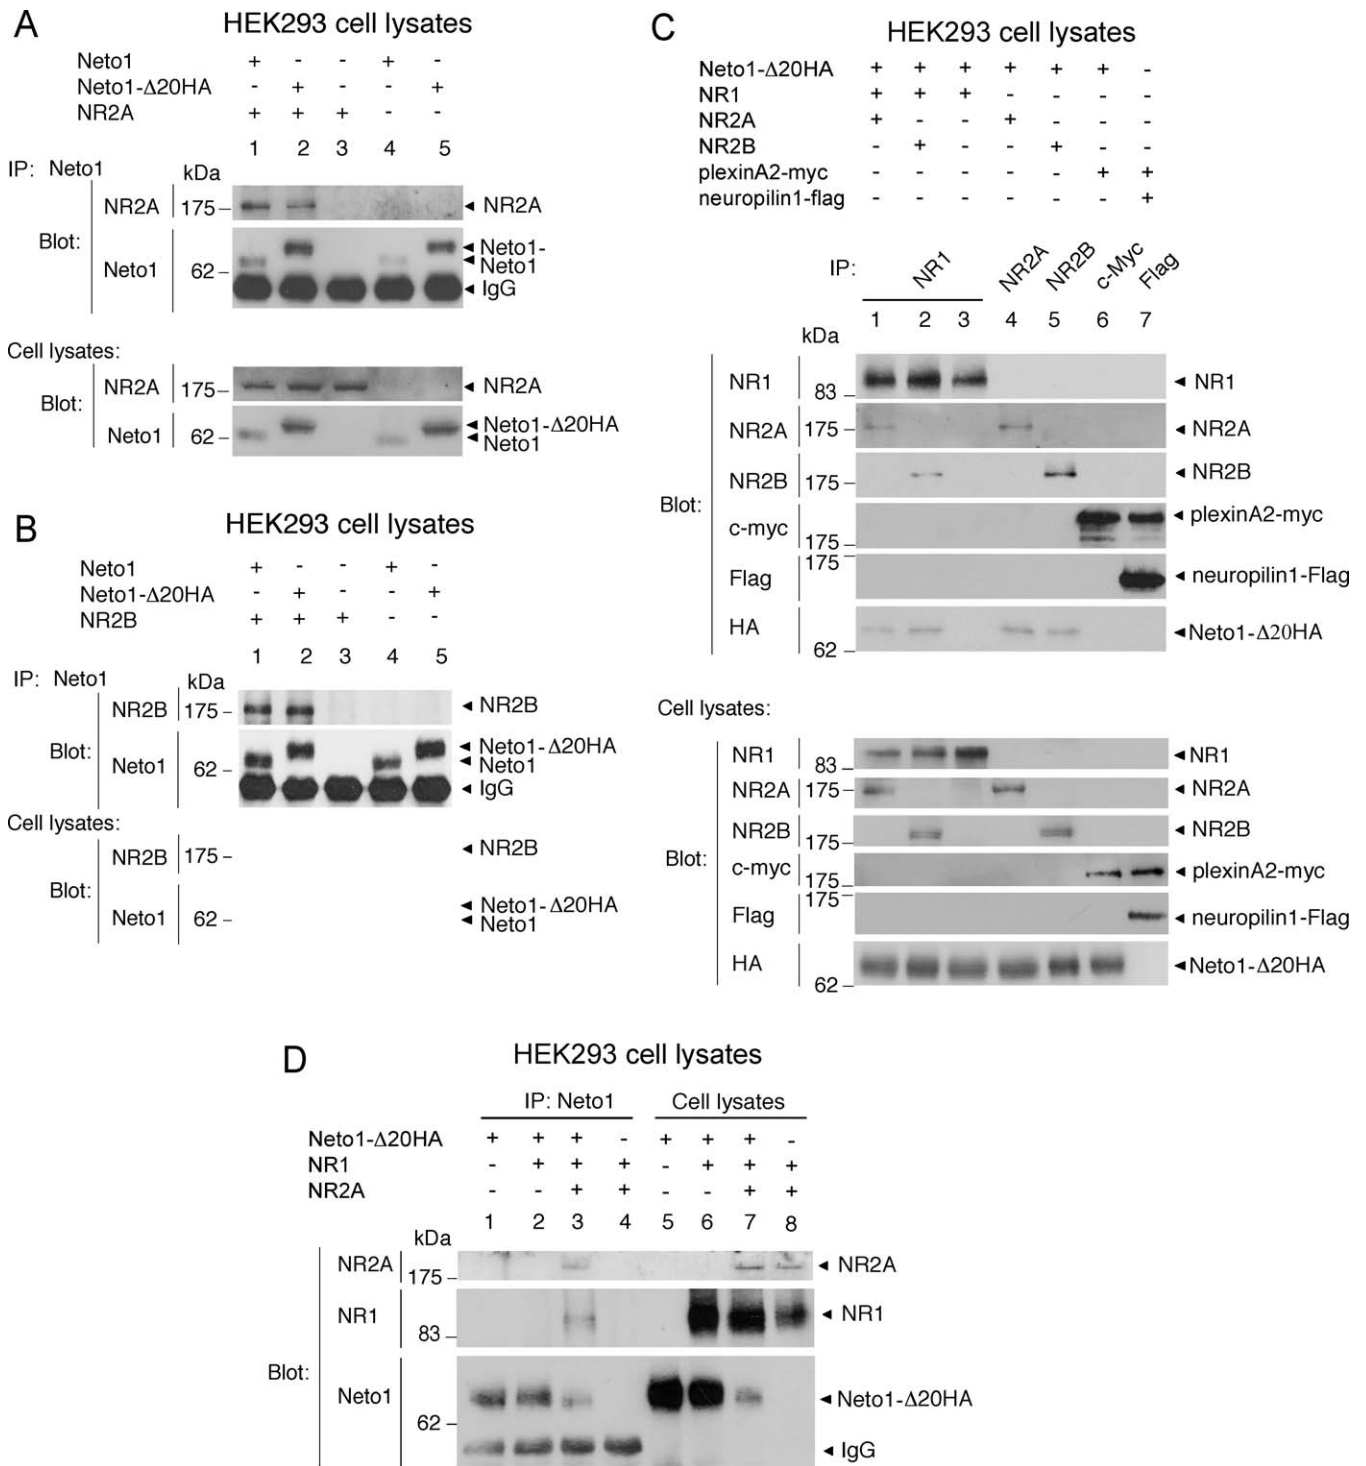 A
HEK293 cell lysates
Neto1 + - - + -
Neto1-Δ20HA - + - - +
NR2A + + + - -
1 2 3 4 5
IP: Neto1 kDa
NR2A 175 NR2A
Blot:
Neto1 62 Neto1-
Neto1
IgG
Cell lysates:
Blot:
NR2A 175 NR2A
Neto1 62 Neto1-Δ20HA
Neto1
B
HEK293 cell lysates
Neto1 + - - + -
Neto1-Δ20HA - + - - +
NR2B + + + - -
1 2 3 4 5
IP: Neto1 kDa
NR2B 175 NR2B
Blot:
Neto1 62 Neto1-Δ20HA
Neto1
IgG
Cell lysates:
NR2B 175 NR2B
Blot:
Neto1 62 Neto1-Δ20HA
Neto1
C
HEK293 cell lysates
Neto1-Δ20HA + + + + + + -
NR1 + + + - - - -
NR2A + - - + - - -
NR2B - + - - + - -
plexinA2-myc - - - - - + +
neuropilin1-flag - - - - - - +
IP: NR1 NR2A NR2B c-Myc Flag
1 2 3 4 5 6 7
kDa
NR1 83 NR1
NR2A 175 NR2A
NR2B 175 NR2B
Blot:
c-myc 175 plexinA2-myc
Flag 175 neuropilin1-Flag
HA 62 Neto1-Δ20HA
Cell lysates:
NR1 83 NR1
NR2A 175 NR2A
NR2B 175 NR2B
Blot:
c-myc 175 plexinA2-myc
Flag 175 neuropilin1-Flag
HA 62 Neto1-Δ20HA
D
HEK293 cell lysates
IP: Neto1 Cell lysates
Neto1-Δ20HA + + + - + + + -
NR1 - + + + - + + +
NR2A - - + + - - + +
1 2 3 4 5 6 7 8
kDa
NR2A 175 NR2A
NR1 83 NR1
Blot:
Neto1 62 Neto1-Δ20HA
IgG